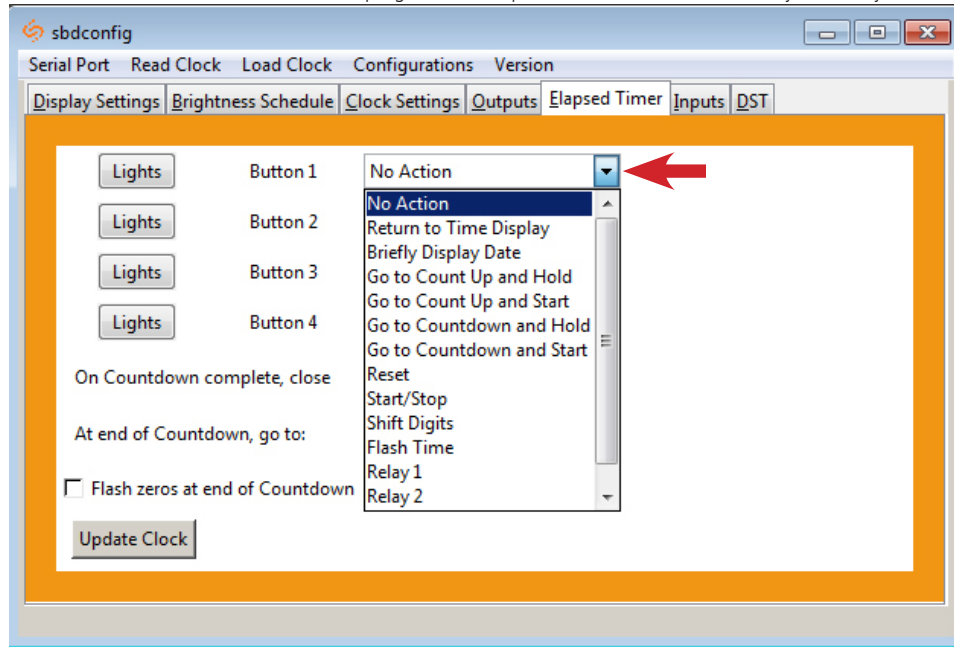 sbdconfig
Serial Port Read Clock Load Clock Configurations Version
Display Settings Brightness Schedule Clock Settings Outputs Elapsed Timer Inputs DST
Lights Button 1 No Action
No Action
Lights Button 2 Return to Time Display
Briefly Display Date
Lights Button 3 Go to Count Up and Hold
Go to Count Up and Start
Lights Button 4 Go to Countdown and Hold
Go to Countdown and Start
On Countdown complete, close Reset
Start/Stop
At end of Countdown, go to: Shift Digits
Flash Time
Relay 1
Flash zeros at end of Countdown Relay 2
Update Clock